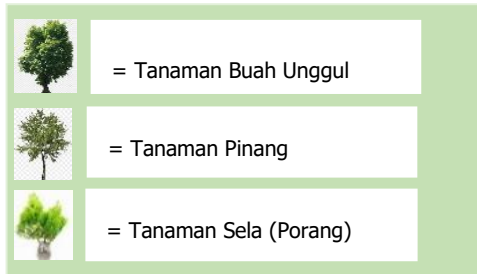 = Tanaman Buah Unggul
= Tanaman Pinang
= Tanaman Sela (Porang)